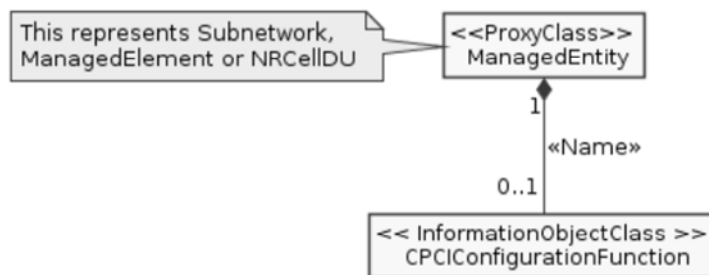 This represents Subnetwork,
ManagedElement or NRCellDU
<<ProxyClass>>
ManagedEntity
1
«Name»
0..1
<< InformationObjectClass >>
CPCIConfigurationFunction